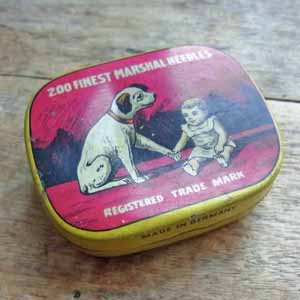 200 FINEST MARSHAL NEEDLES
REGISTERED TRADE MARK
MADE IN GERMANY